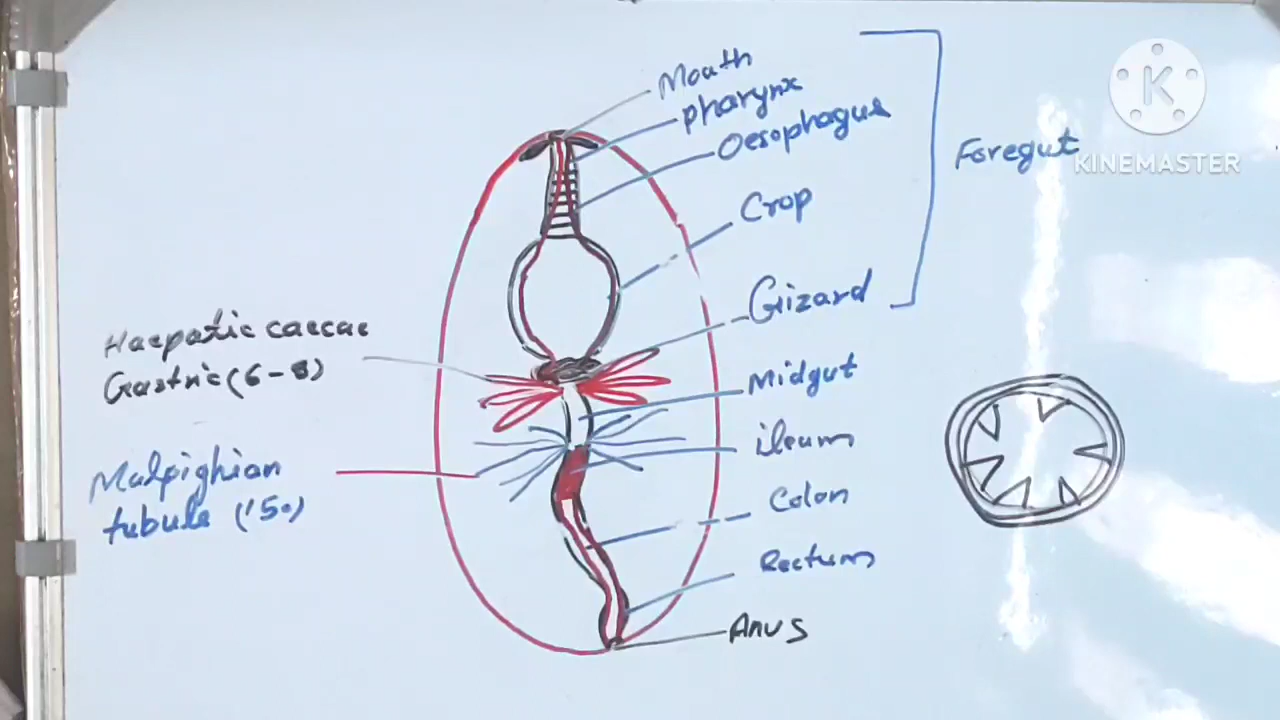 Mouth
pharynx
Oesophagus
Foregut
KINEMASTER
Crop
Gizard
Haepatic caecae
Gastric (6-8)
Midgut
ileum
Malpighian
tubule (150)
Colon
Rectum
Anus